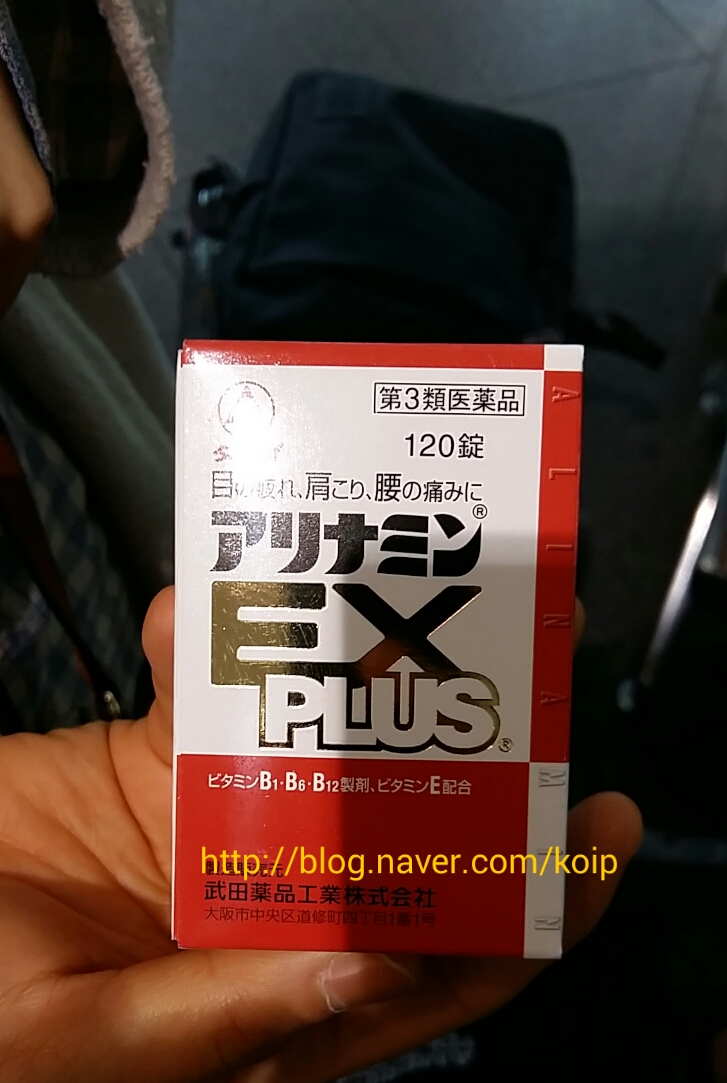 第3類医薬品
120錠
目の疲れ、肩こり、腰の痛みに
アリナミン®
EX
PLUS®
ビタミンB1・B6・B12製剤、ビタミンE配合
http://blog.naver.com/koip
武田薬品工業株式会社
大阪市中央区道修町四丁目1番1号
ALINAMIN